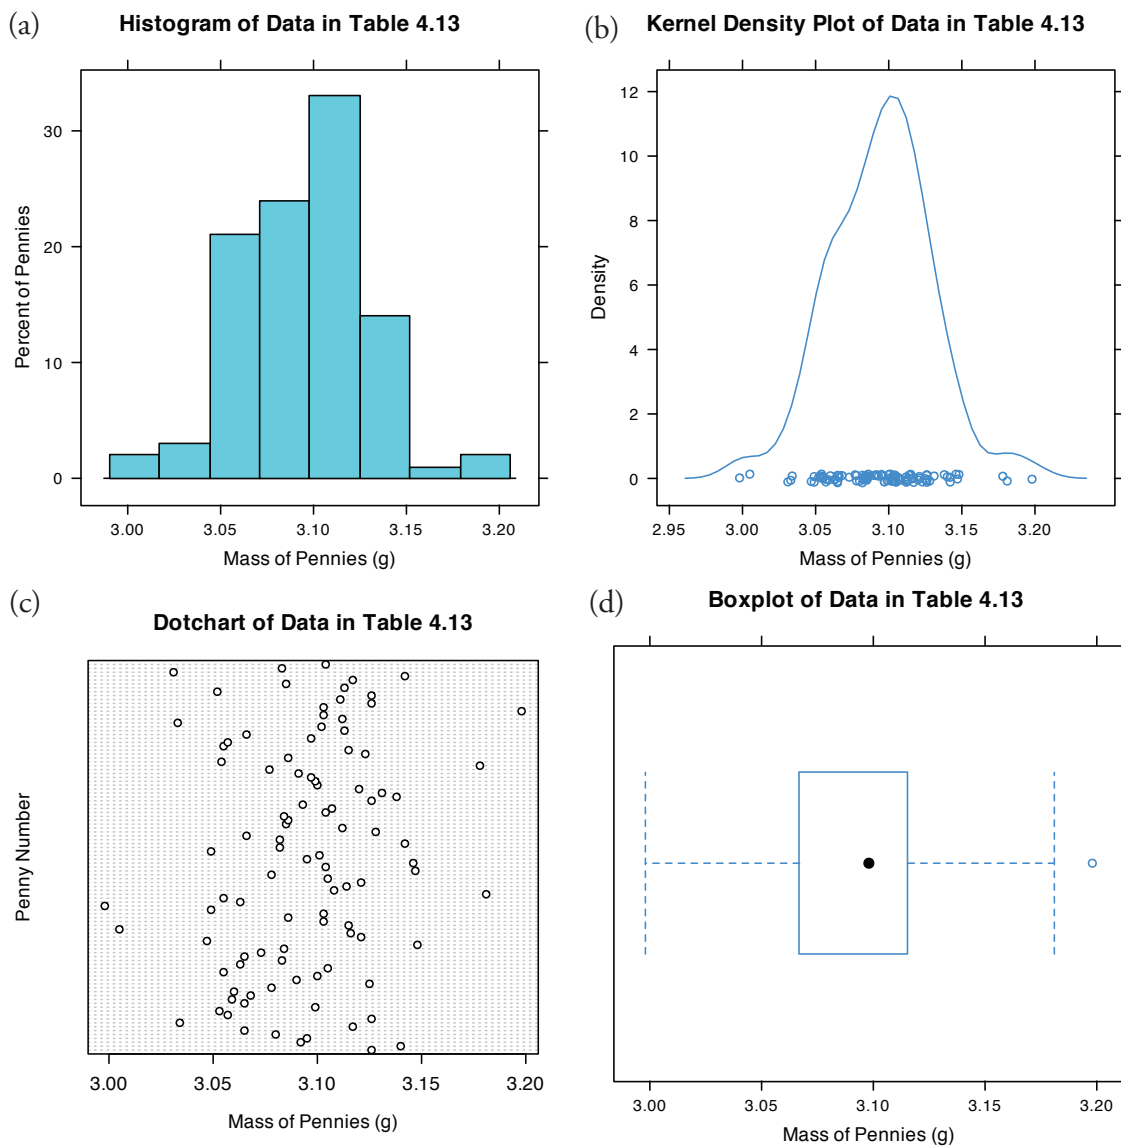 (a)
Histogram of Data in Table 4.13
Percent of Pennies
30
20
10
0
3.00 3.05 3.10 3.15 3.20
Mass of Pennies (g)
(b)
Kernel Density Plot of Data in Table 4.13
Density
12
10
8
6
4
2
0
2.95 3.00 3.05 3.10 3.15 3.20
Mass of Pennies (g)
(c)
Dotchart of Data in Table 4.13
Penny Number
3.00 3.05 3.10 3.15 3.20
Mass of Pennies (g)
(d)
Boxplot of Data in Table 4.13
3.00 3.05 3.10 3.15 3.20
Mass of Pennies (g)